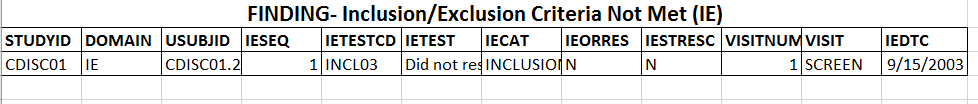 FINDING- Inclusion/Exclusion Criteria Not Met (IE)
STUDYID DOMAIN USUBJID IESEQ IETESTCD IETEST IECAT IEORRES IESTRESC VISITNUM VISIT IEDTC
CDISC01 IE CDISC01.2 1 INCL03 Did not res INCLUSION N N 1 SCREEN 9/15/2003